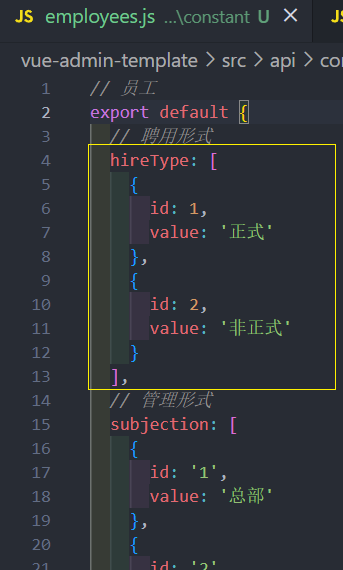 JS employees.js ...\constant U × JS
vue-admin-template > src > api > co
1 // 员工
2 export default {
3 // 聘用形式
4 hireType: [
5 {
6 id: 1,
7 value: '正式'
8 },
9 {
10 id: 2,
11 value: '非正式'
12 }
13 ],
14 // 管理形式
15 subjection: [
16 {
17 id: '1',
18 value: '总部'
19 },
20 {
21 id: '2'